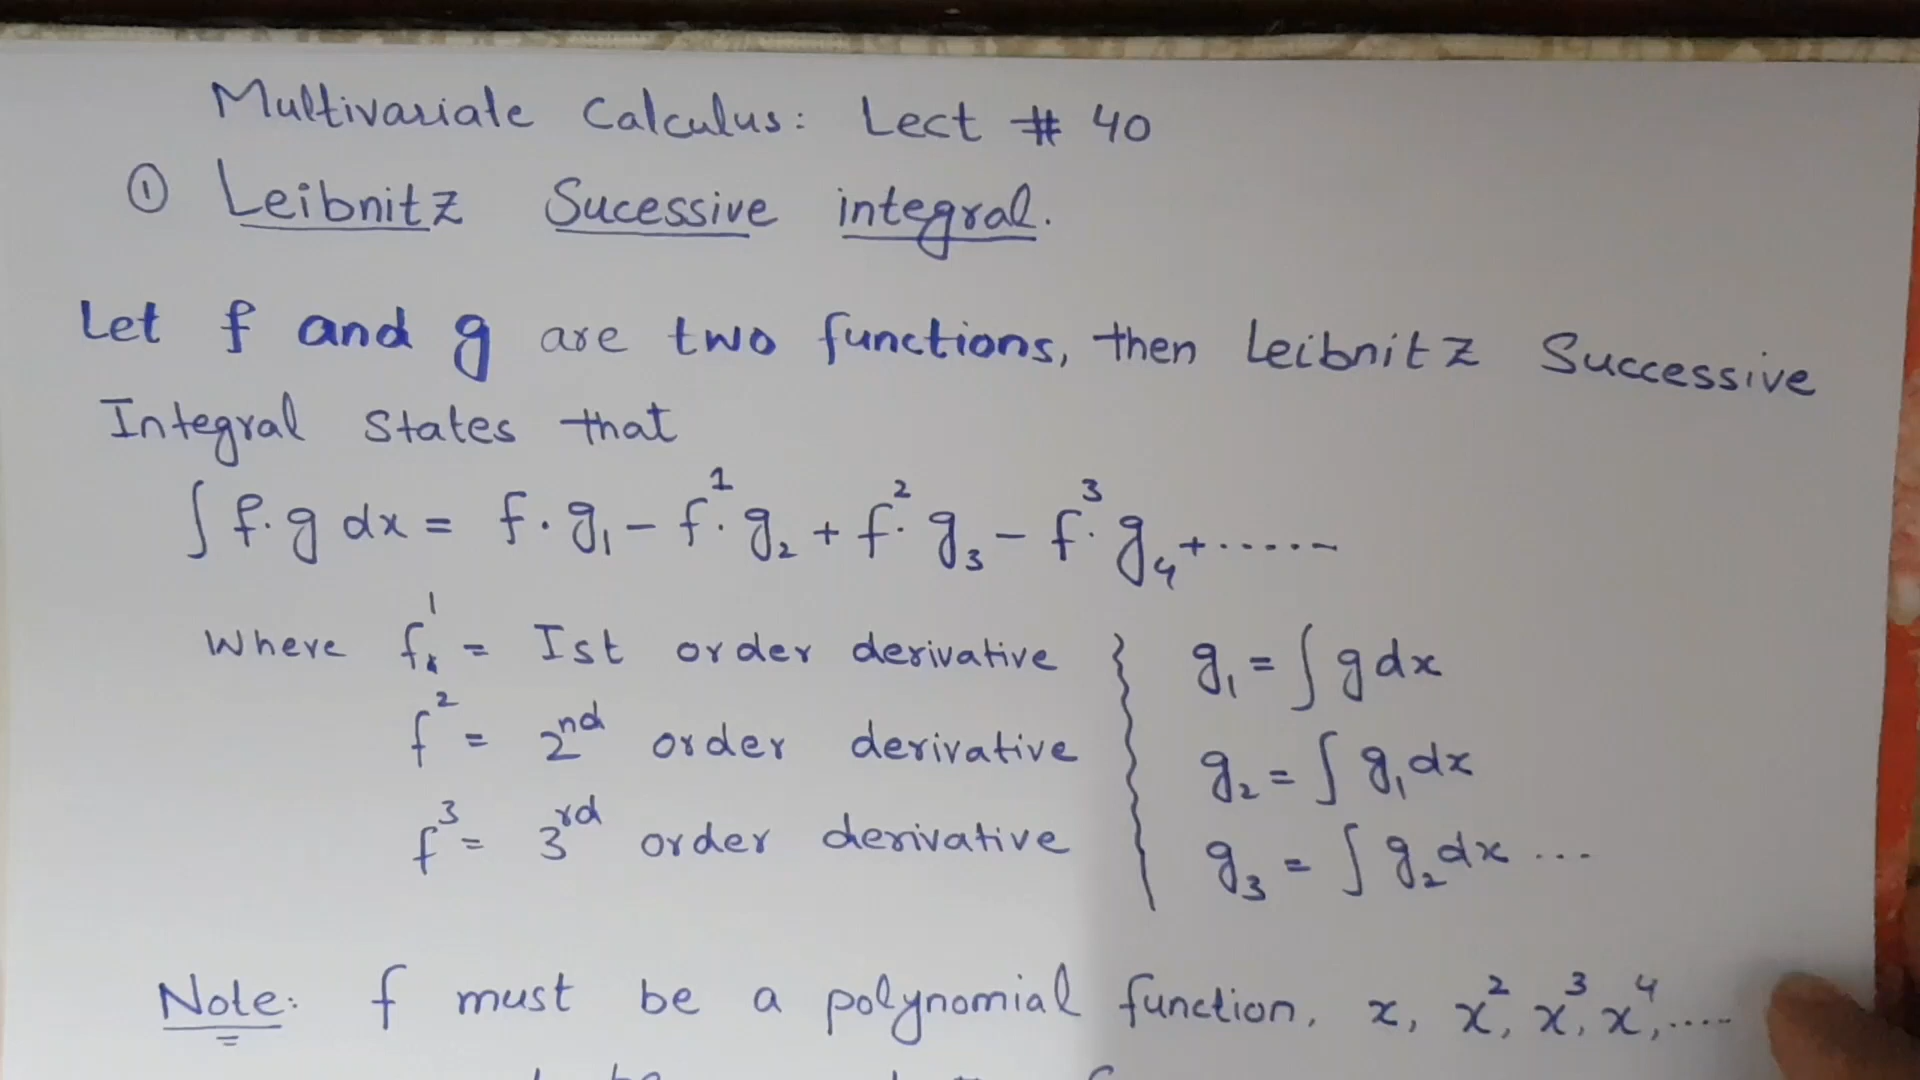 Multivariate Calculus: Lect # 40
① Leibnitz Sucessive integral.
Let f and g are two functions, then Leibnitz Successive
Integral States that
∫ f·g dx = f·g₁ - f¹·g₂ + f²·g₃ - f³·g₄ + ......
Where f¹ = Ist order derivative } g₁ = ∫ g dx
f² = 2nd order derivative g₂ = ∫ g₁ dx
f³ = 3rd order derivative g₃ = ∫ g₂ dx ...
Note: f must be a polynomial function, x, x², x³, x⁴, ....